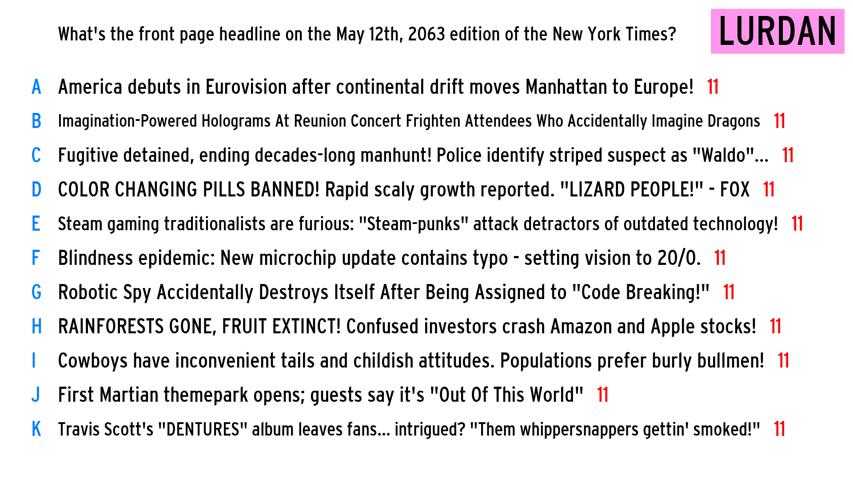 What's the front page headline on the May 12th, 2063 edition of the New York Times?
LURDAN
A America debuts in Eurovision after continental drift moves Manhattan to Europe! 11
B Imagination-Powered Holograms At Reunion Concert Frighten Attendees Who Accidentally Imagine Dragons 11
C Fugitive detained, ending decades-long manhunt! Police identify striped suspect as "Waldo"... 11
D COLOR CHANGING PILLS BANNED! Rapid scaly growth reported. "LIZARD PEOPLE!" - FOX 11
E Steam gaming traditionalists are furious: "Steam-punks" attack detractors of outdated technology! 11
F Blindness epidemic: New microchip update contains typo - setting vision to 20/0. 11
G Robotic Spy Accidentally Destroys Itself After Being Assigned to "Code Breaking!" 11
H RAINFORESTS GONE, FRUIT EXTINCT! Confused investors crash Amazon and Apple stocks! 11
I Cowboys have inconvenient tails and childish attitudes. Populations prefer burly bullmen! 11
J First Martian themepark opens; guests say it's "Out Of This World" 11
K Travis Scott's "DENTURES" album leaves fans... intrigued? "Them whippersnappers gettin' smoked!" 11